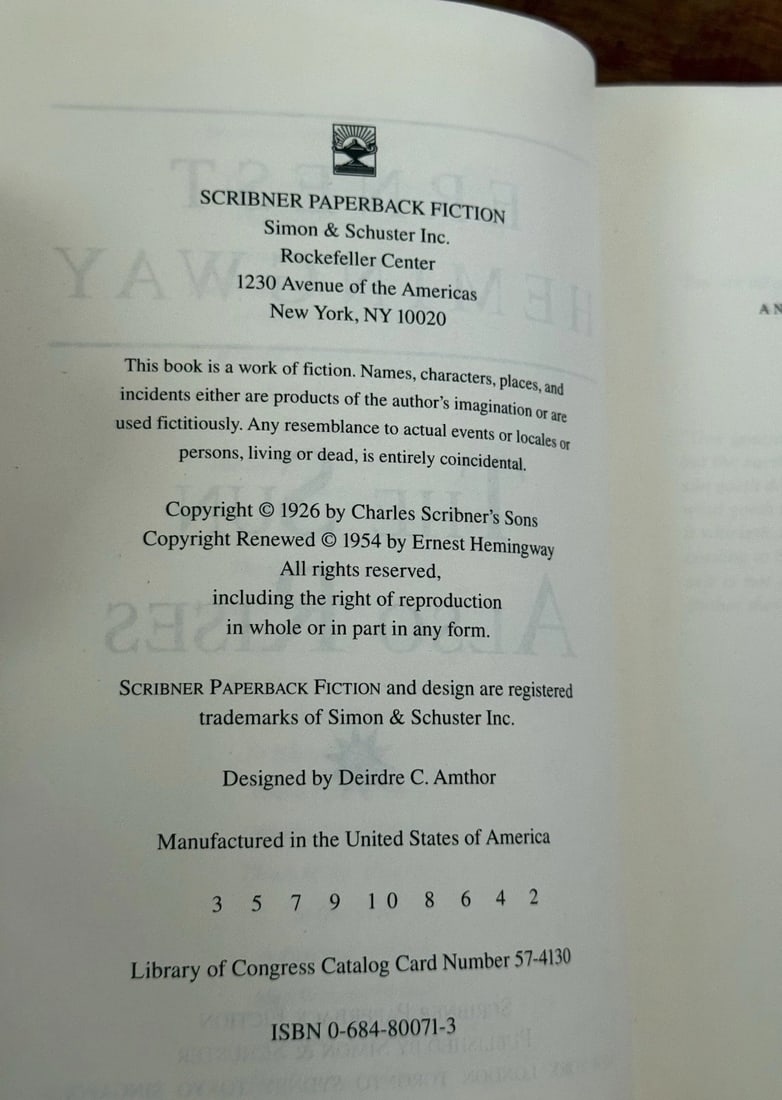 SCRIBNER PAPERBACK FICTION
Simon & Schuster Inc.
Rockefeller Center
1230 Avenue of the Americas
New York, NY 10020
This book is a work of fiction. Names, characters, places, and
incidents either are products of the author's imagination or are
used fictitiously. Any resemblance to actual events or locales or
persons, living or dead, is entirely coincidental.
Copyright © 1926 by Charles Scribner's Sons
Copyright Renewed © 1954 by Ernest Hemingway
All rights reserved,
including the right of reproduction
in whole or in part in any form.
SCRIBNER PAPERBACK FICTION and design are registered
trademarks of Simon & Schuster Inc.
Designed by Deirdre C. Amthor
Manufactured in the United States of America
3 5 7 9 10 8 6 4 2
Library of Congress Catalog Card Number 57-4130
ISBN 0-684-80071-3
AN